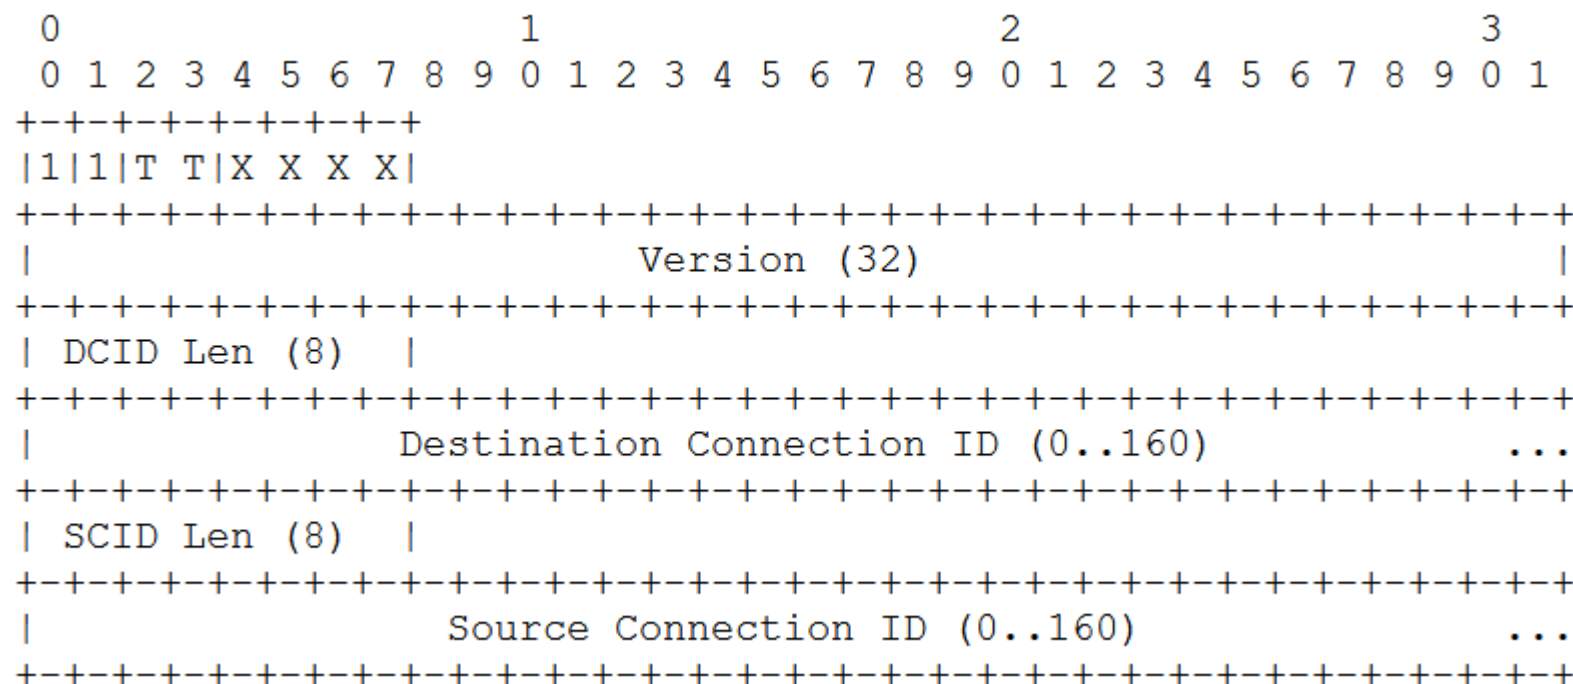 0                   1                   2                   3
 0 1 2 3 4 5 6 7 8 9 0 1 2 3 4 5 6 7 8 9 0 1 2 3 4 5 6 7 8 9 0 1
+-+-+-+-+-+-+-+-+
|1|1|T T|X X X X|
+-+-+-+-+-+-+-+-+-+-+-+-+-+-+-+-+-+-+-+-+-+-+-+-+-+-+-+-+-+-+-+-+
|                         Version (32)                          |
+-+-+-+-+-+-+-+-+-+-+-+-+-+-+-+-+-+-+-+-+-+-+-+-+-+-+-+-+-+-+-+-+
| DCID Len (8)  |
+-+-+-+-+-+-+-+-+-+-+-+-+-+-+-+-+-+-+-+-+-+-+-+-+-+-+-+-+-+-+-+-+
|               Destination Connection ID (0..160)            ...
+-+-+-+-+-+-+-+-+-+-+-+-+-+-+-+-+-+-+-+-+-+-+-+-+-+-+-+-+-+-+-+-+
| SCID Len (8)  |
+-+-+-+-+-+-+-+-+-+-+-+-+-+-+-+-+-+-+-+-+-+-+-+-+-+-+-+-+-+-+-+-+
|                 Source Connection ID (0..160)               ...
+-+-+-+-+-+-+-+-+-+-+-+-+-+-+-+-+-+-+-+-+-+-+-+-+-+-+-+-+-+-+-+-+